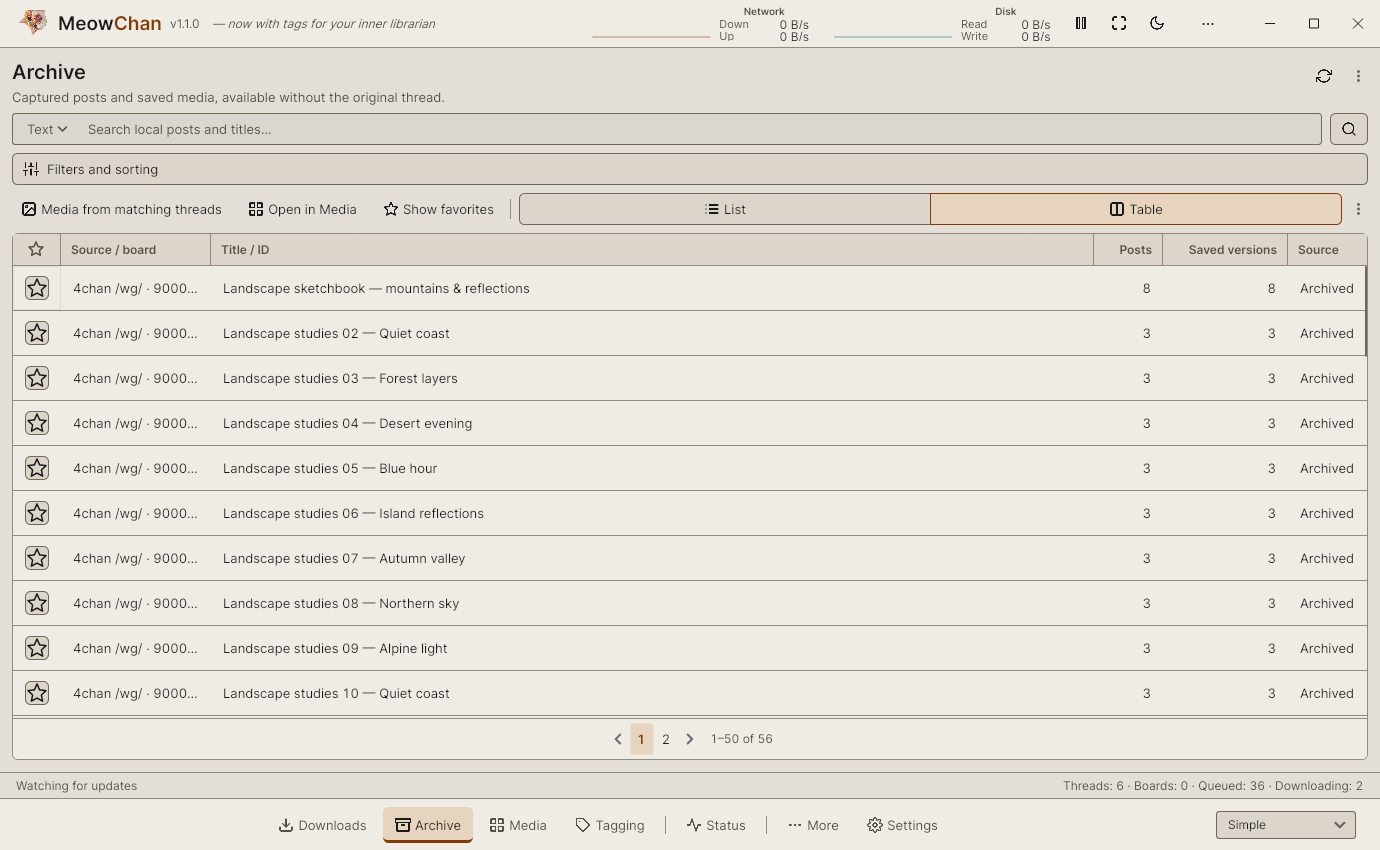 MeowChan v1.1.0 — now with tags for your inner librarian
Network
Down 0 B/s
Up 0 B/s
Disk
Read 0 B/s
Write 0 B/s
Archive
Captured posts and saved media, available without the original thread.
Text Search local posts and titles...
Filters and sorting
Media from matching threads Open in Media Show favorites List Table
Source / board Title / ID Posts Saved versions Source
4chan /wg/ · 9000... Landscape sketchbook — mountains & reflections 8 8 Archived
4chan /wg/ · 9000... Landscape studies 02 — Quiet coast 3 3 Archived
4chan /wg/ · 9000... Landscape studies 03 — Forest layers 3 3 Archived
4chan /wg/ · 9000... Landscape studies 04 — Desert evening 3 3 Archived
4chan /wg/ · 9000... Landscape studies 05 — Blue hour 3 3 Archived
4chan /wg/ · 9000... Landscape studies 06 — Island reflections 3 3 Archived
4chan /wg/ · 9000... Landscape studies 07 — Autumn valley 3 3 Archived
4chan /wg/ · 9000... Landscape studies 08 — Northern sky 3 3 Archived
4chan /wg/ · 9000... Landscape studies 09 — Alpine light 3 3 Archived
4chan /wg/ · 9000... Landscape studies 10 — Quiet coast 3 3 Archived
1 2 1–50 of 56
Watching for updates Threads: 6 · Boards: 0 · Queued: 36 · Downloading: 2
Downloads Archive Media Tagging Status More Settings Simple